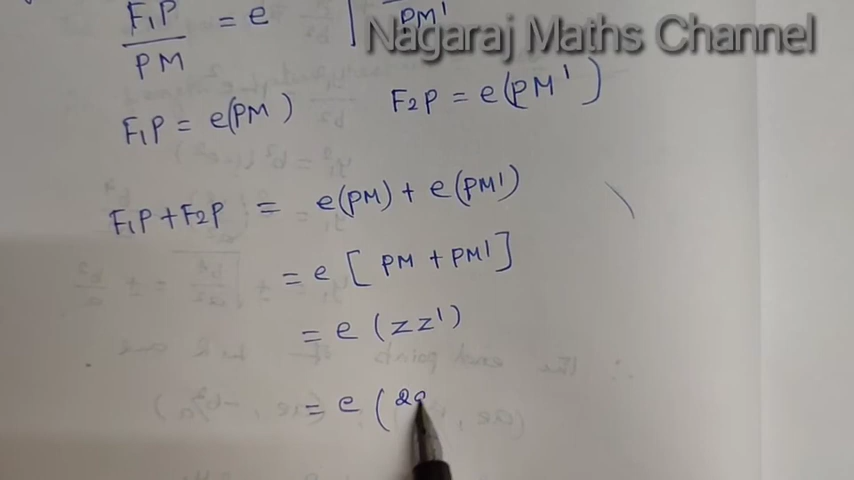 F₁P / PM = e    / PM'
Nagaraj Maths Channel
F₁P = e(PM)    F₂P = e(PM')
F₁P + F₂P = e(PM) + e(PM')
= e [ PM + PM' ]
= e (ZZ')
= e ( 2a